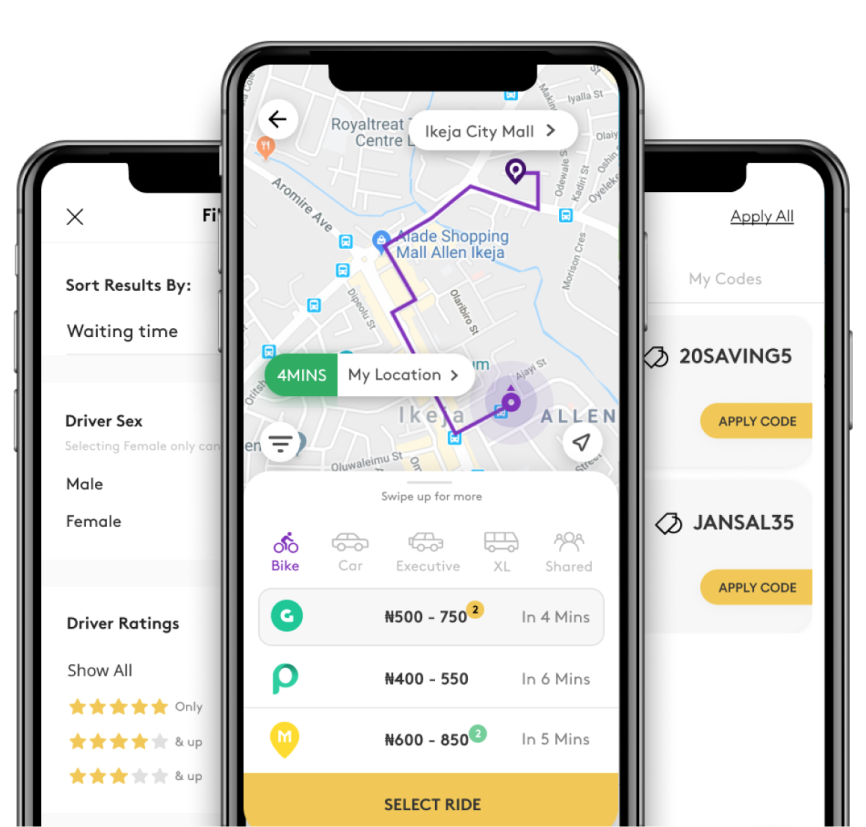 Fi
Sort Results By:
Waiting time
Driver Sex
Selecting Female only can
Male
Female
Driver Ratings
Show All
Only
& up
& up
Royaltreat
Centre
Ikeja City Mall
Iyalla St
Aromire Ave
Odewale S
Kadiri St
Alade Shopping
Mall Allen Ikeja
Morison Cres
Dipeolu St
Olaribiro St
4MINS
My Location
Ajayi St
Ikeja
ALLEN
Oluwaleimu St
Swipe up for more
Bike
Car
Executive
XL
Shared
G
₦500 - 750
2
In 4 Mins
₦400 - 550
In 6 Mins
M
₦600 - 850
2
In 5 Mins
SELECT RIDE
Apply All
My Codes
20SAVING5
APPLY CODE
JANSAL35
APPLY CODE